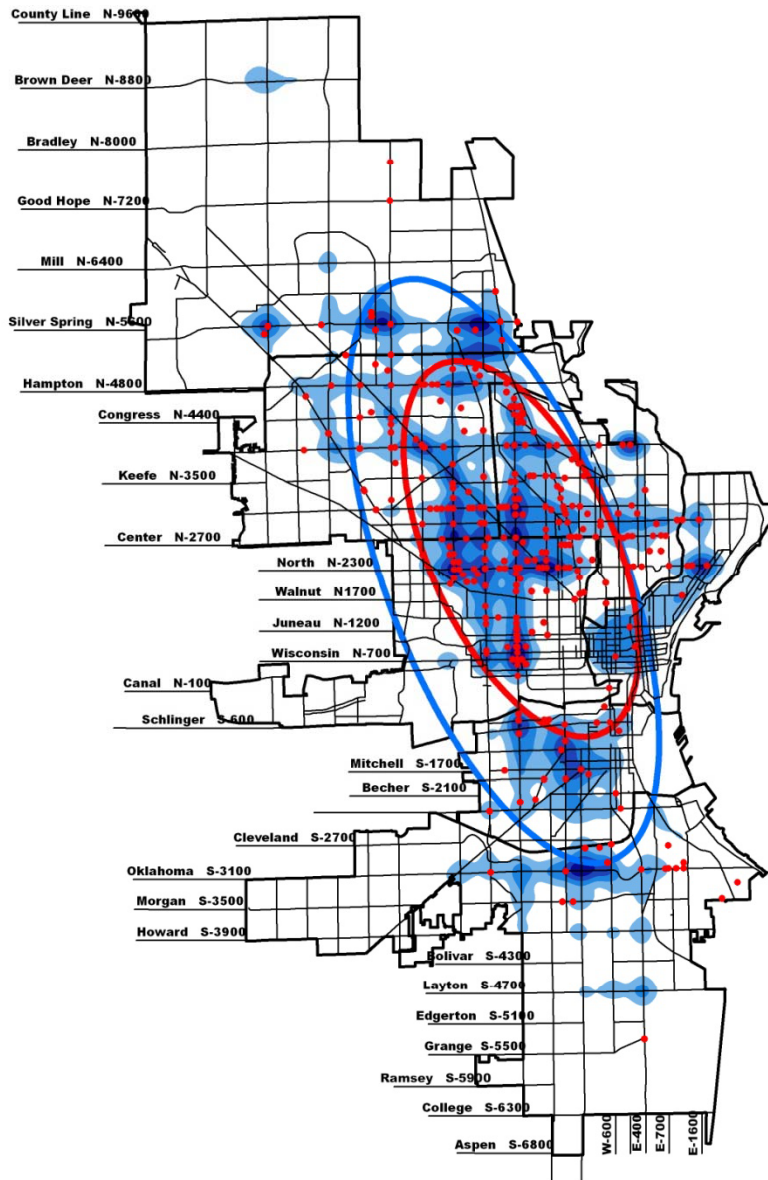 County Line N-9600
Brown Deer N-8800
Bradley N-8000
Good Hope N-7200
Mill N-6400
Silver Spring N-5600
Hampton N-4800
Congress N-4400
Keefe N-3500
Center N-2700
North N-2300
Walnut N1700
Juneau N-1200
Wisconsin N-700
Canal N-100
Schlinger S-600
Mitchell S-1700
Becher S-2100
Cleveland S-2700
Oklahoma S-3100
Morgan S-3500
Howard S-3900
Bolivar S-4300
Layton S-4700
Edgerton S-5100
Grange S-5500
Ramsey S-5900
College S-6300
Aspen S-6800
W-600
E-400
E-700
E-1600